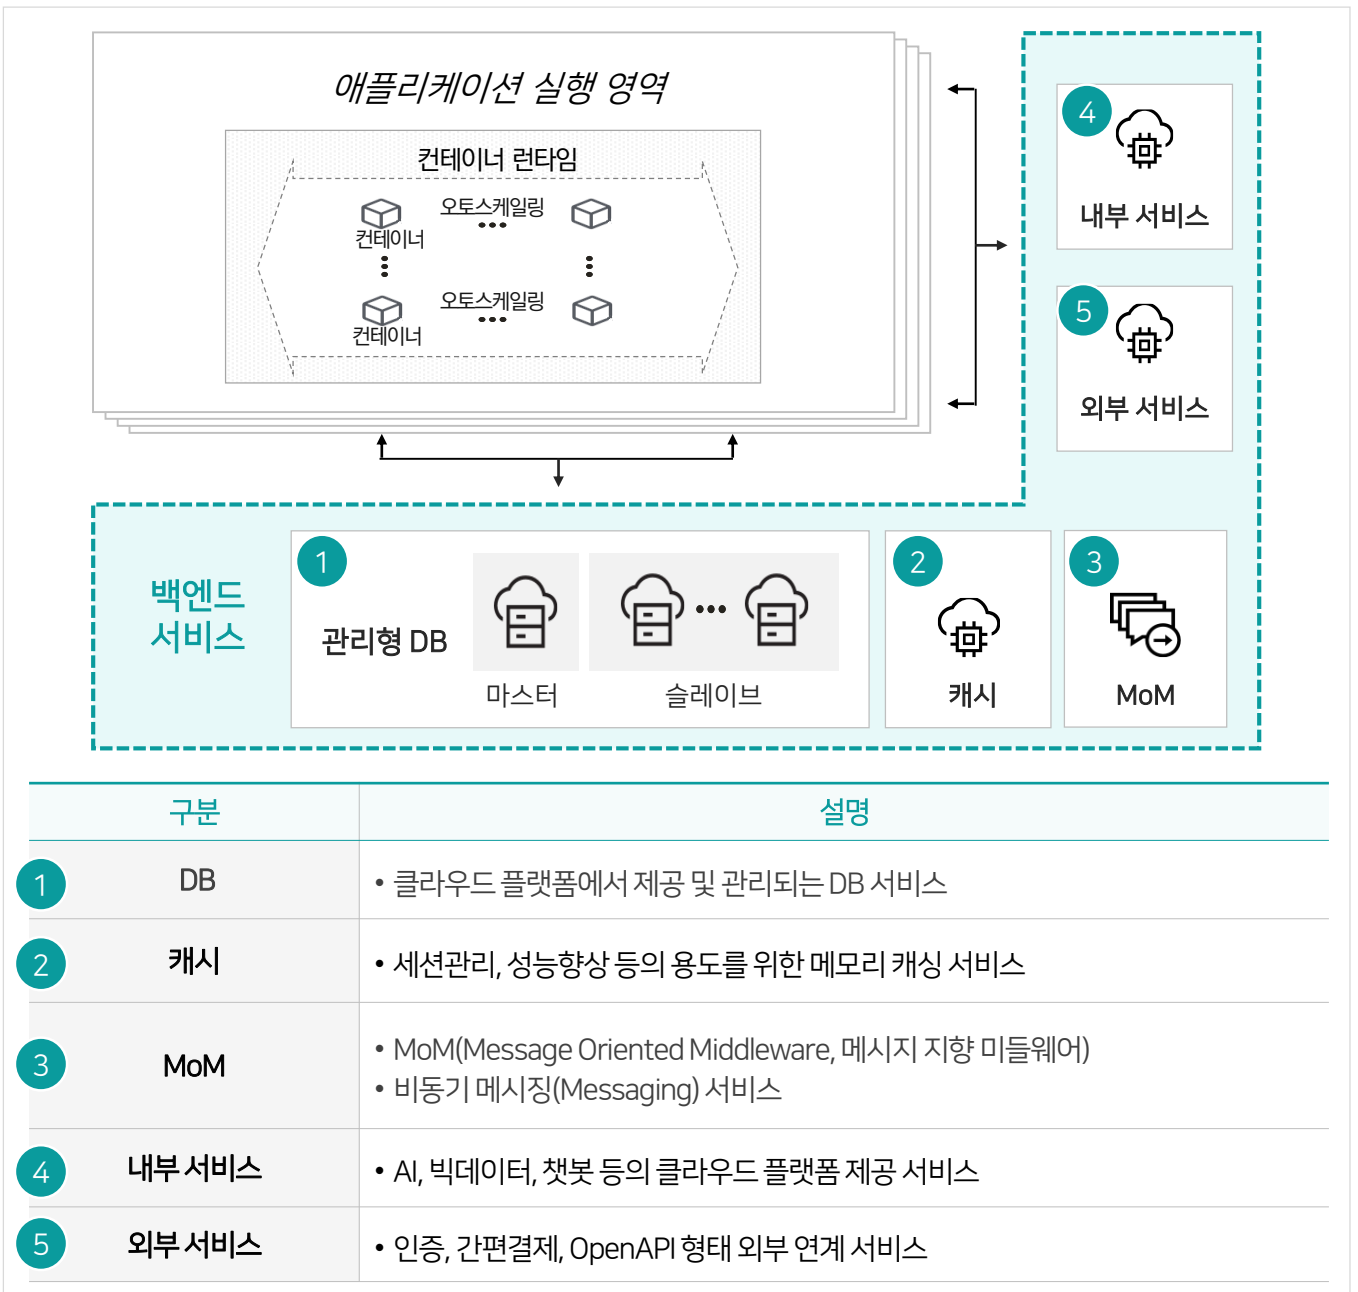 애플리케이션 실행 영역
컨테이너 런타임
오토스케일링
컨테이너
오토스케일링
컨테이너
4
내부 서비스
5
외부 서비스
백엔드
서비스
1
관리형 DB
마스터
슬레이브
2
캐시
3
MoM
구분
설명
1
DB
• 클라우드 플랫폼에서 제공 및 관리되는 DB 서비스
2
캐시
• 세션관리, 성능향상 등의 용도를 위한 메모리 캐싱 서비스
3
MoM
• MoM(Message Oriented Middleware, 메시지 지향 미들웨어)
• 비동기 메시징(Messaging) 서비스
4
내부 서비스
• AI, 빅데이터, 챗봇 등의 클라우드 플랫폼 제공 서비스
5
외부 서비스
• 인증, 간편결제, OpenAPI 형태 외부 연계 서비스